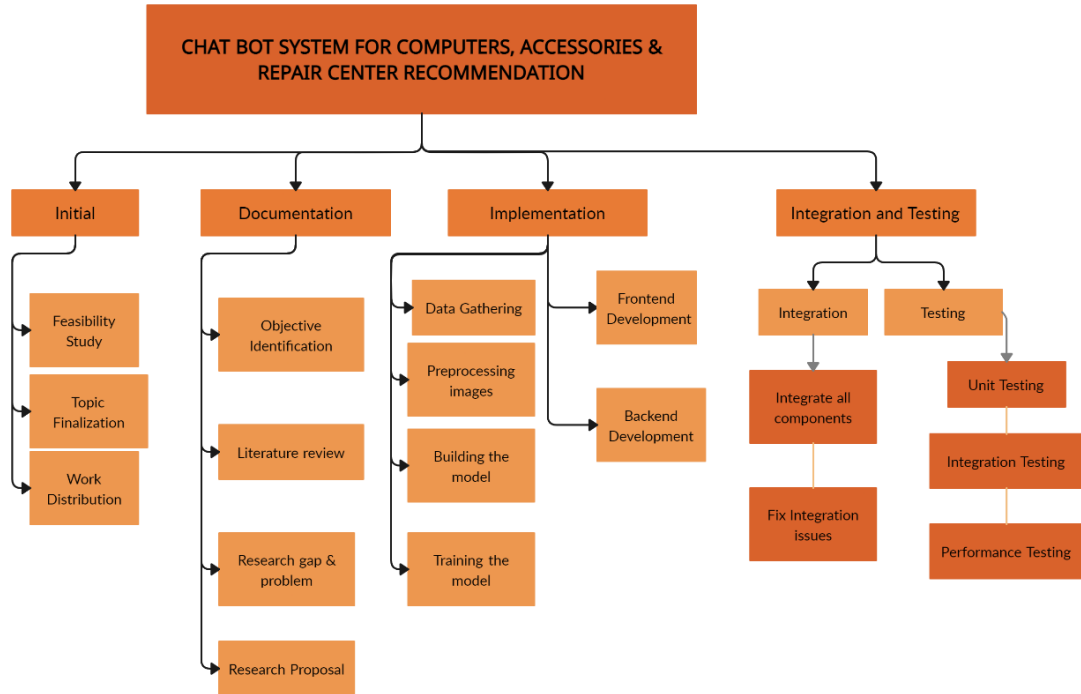 CHAT BOT SYSTEM FOR COMPUTERS, ACCESSORIES &
REPAIR CENTER RECOMMENDATION
Initial
Documentation
Implementation
Integration and Testing
Feasibility
Study
Topic
Finalization
Work
Distribution
Objective
Identification
Literature review
Research gap &
problem
Research Proposal
Data Gathering
Preprocessing
images
Building the
model
Training the
model
Frontend
Development
Backend
Development
Integration
Testing
Integrate all
components
Fix Integration
issues
Unit Testing
Integration Testing
Performance Testing